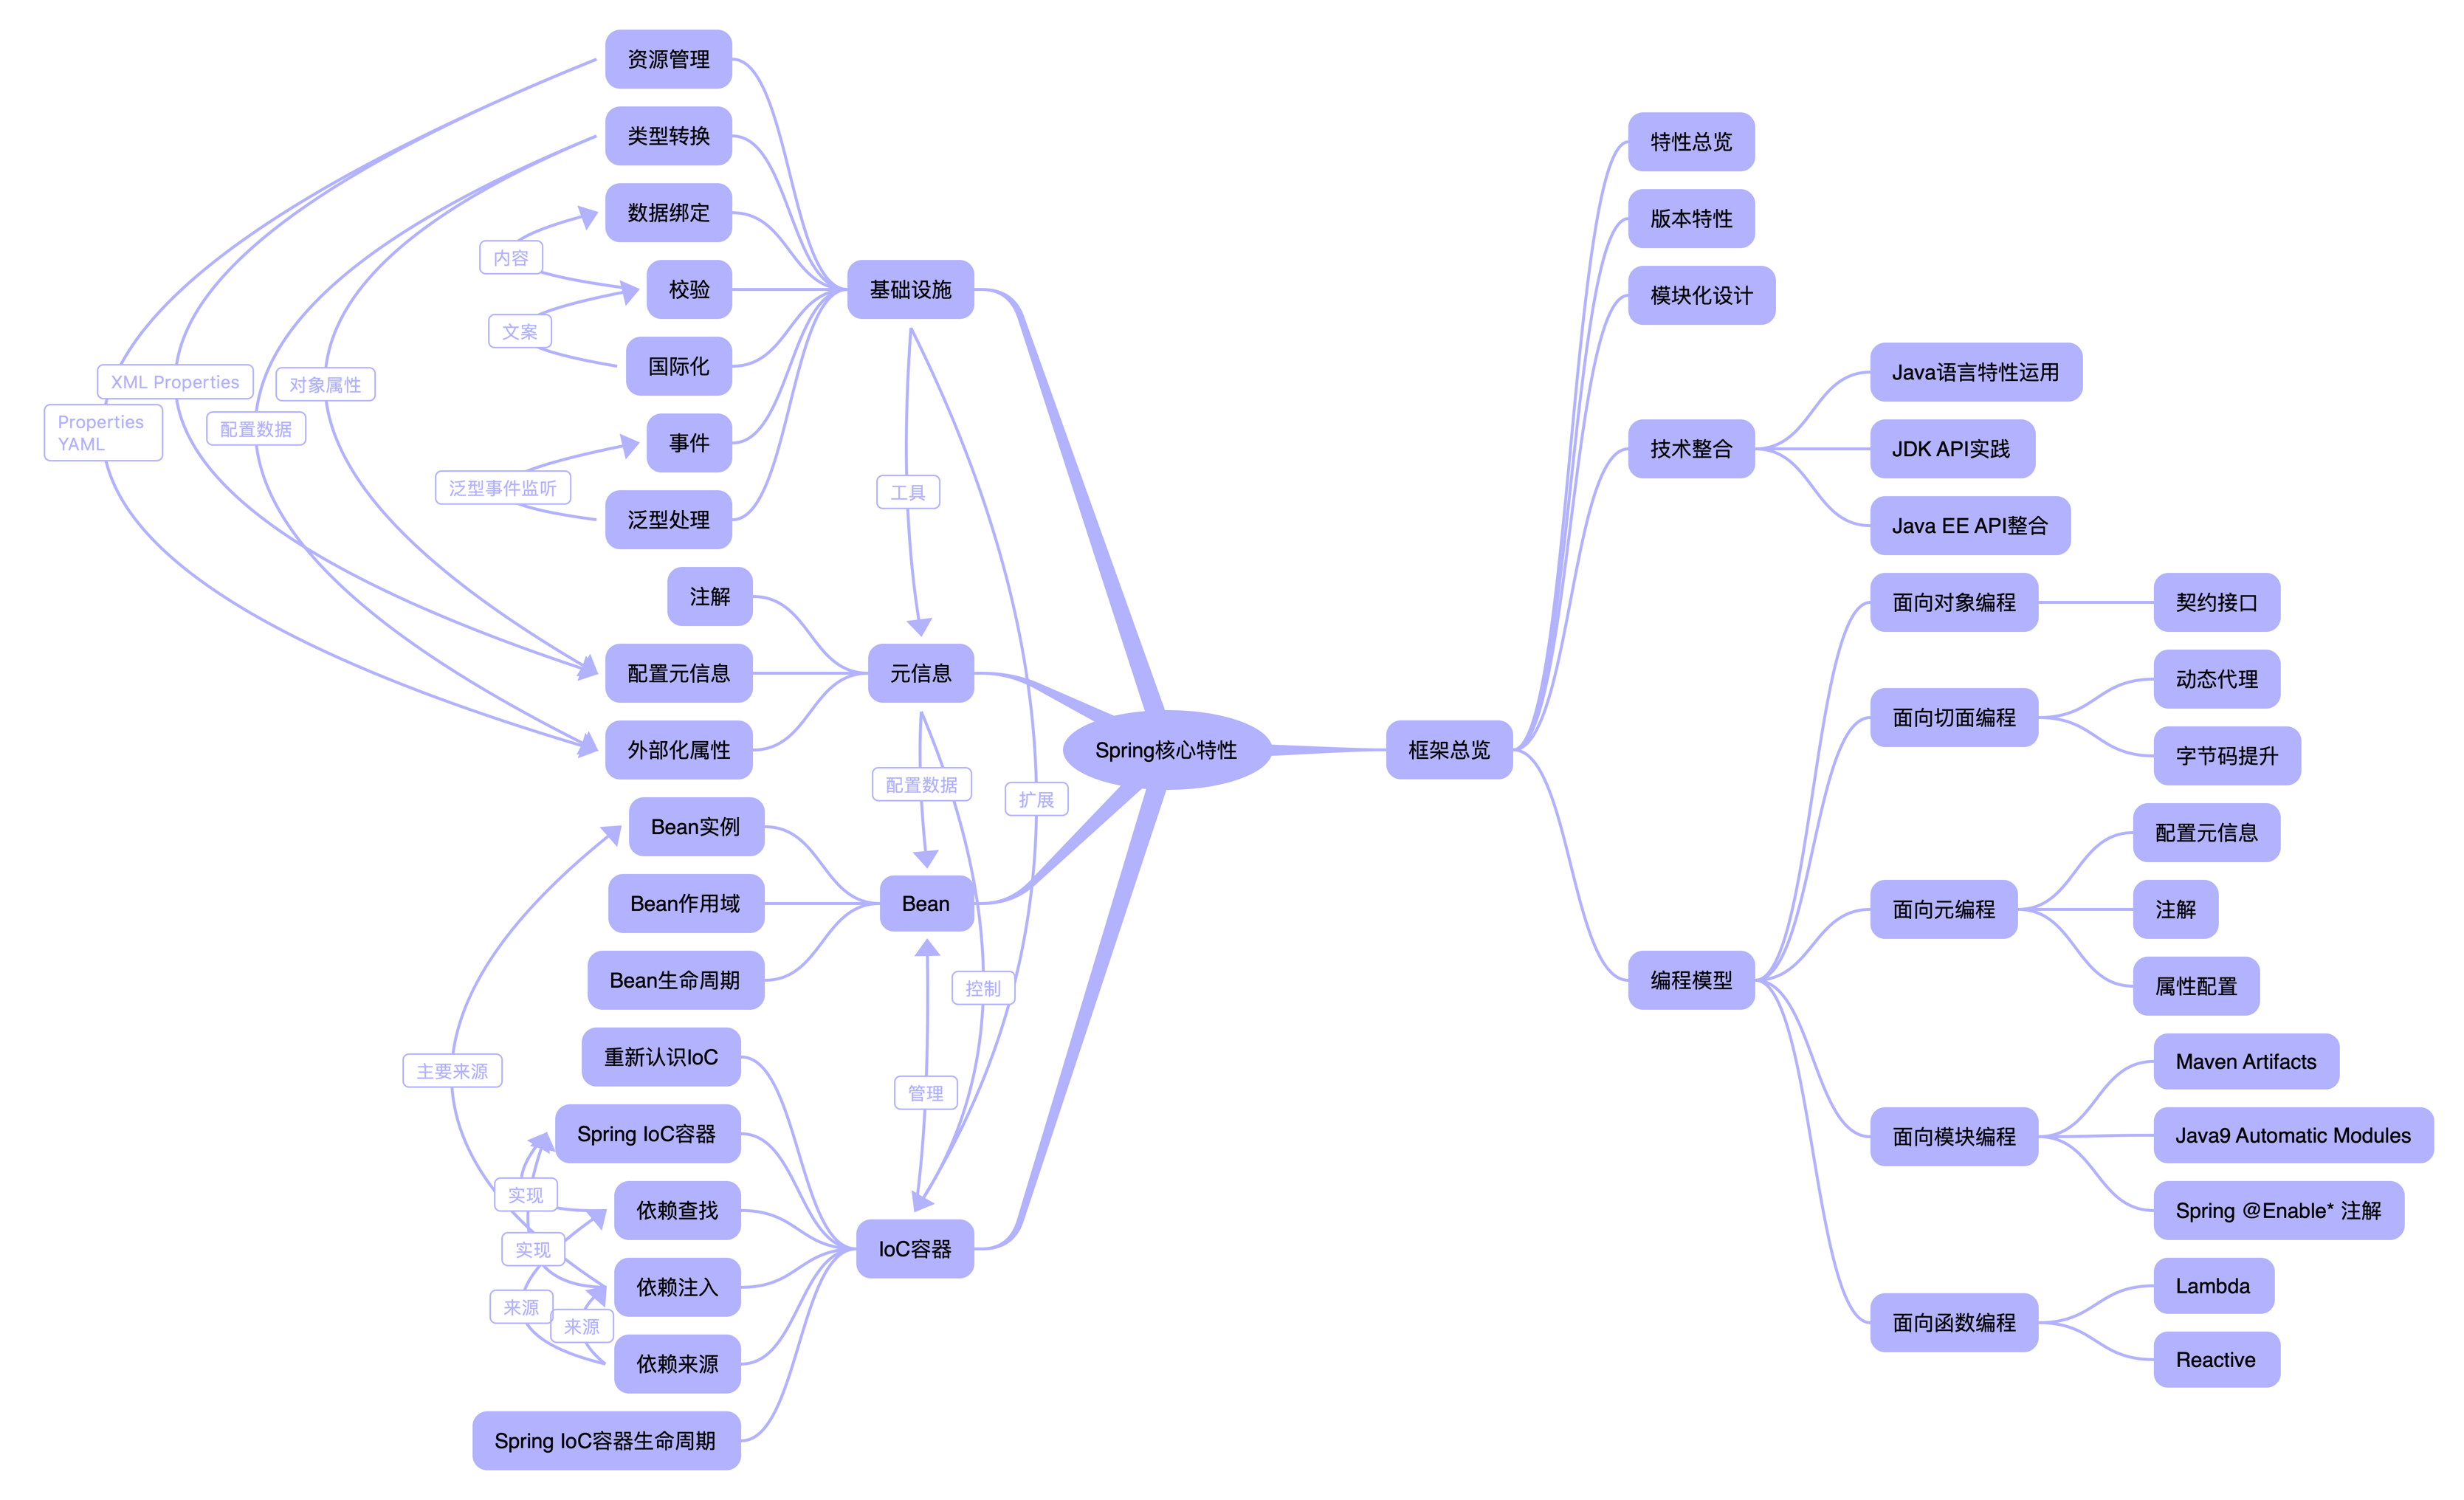 Spring核心特性
框架总览
特性总览
版本特性
模块化设计
技术整合
Java语言特性运用
JDK API实践
Java EE API整合
编程模型
面向对象编程
契约接口
面向切面编程
动态代理
字节码提升
面向元编程
配置元信息
注解
属性配置
面向模块编程
Maven Artifacts
Java9 Automatic Modules
Spring @Enable* 注解
面向函数编程
Lambda
Reactive
基础设施
资源管理
类型转换
数据绑定
校验
国际化
事件
泛型处理
元信息
注解
配置元信息
外部化属性
Bean
Bean实例
Bean作用域
Bean生命周期
IoC容器
重新认识IoC
Spring IoC容器
依赖查找
依赖注入
依赖来源
Spring IoC容器生命周期
内容
文案
XML Properties
对象属性
Properties
YAML
配置数据
泛型事件监听
工具
配置数据
扩展
控制
管理
主要来源
实现
实现
来源
来源